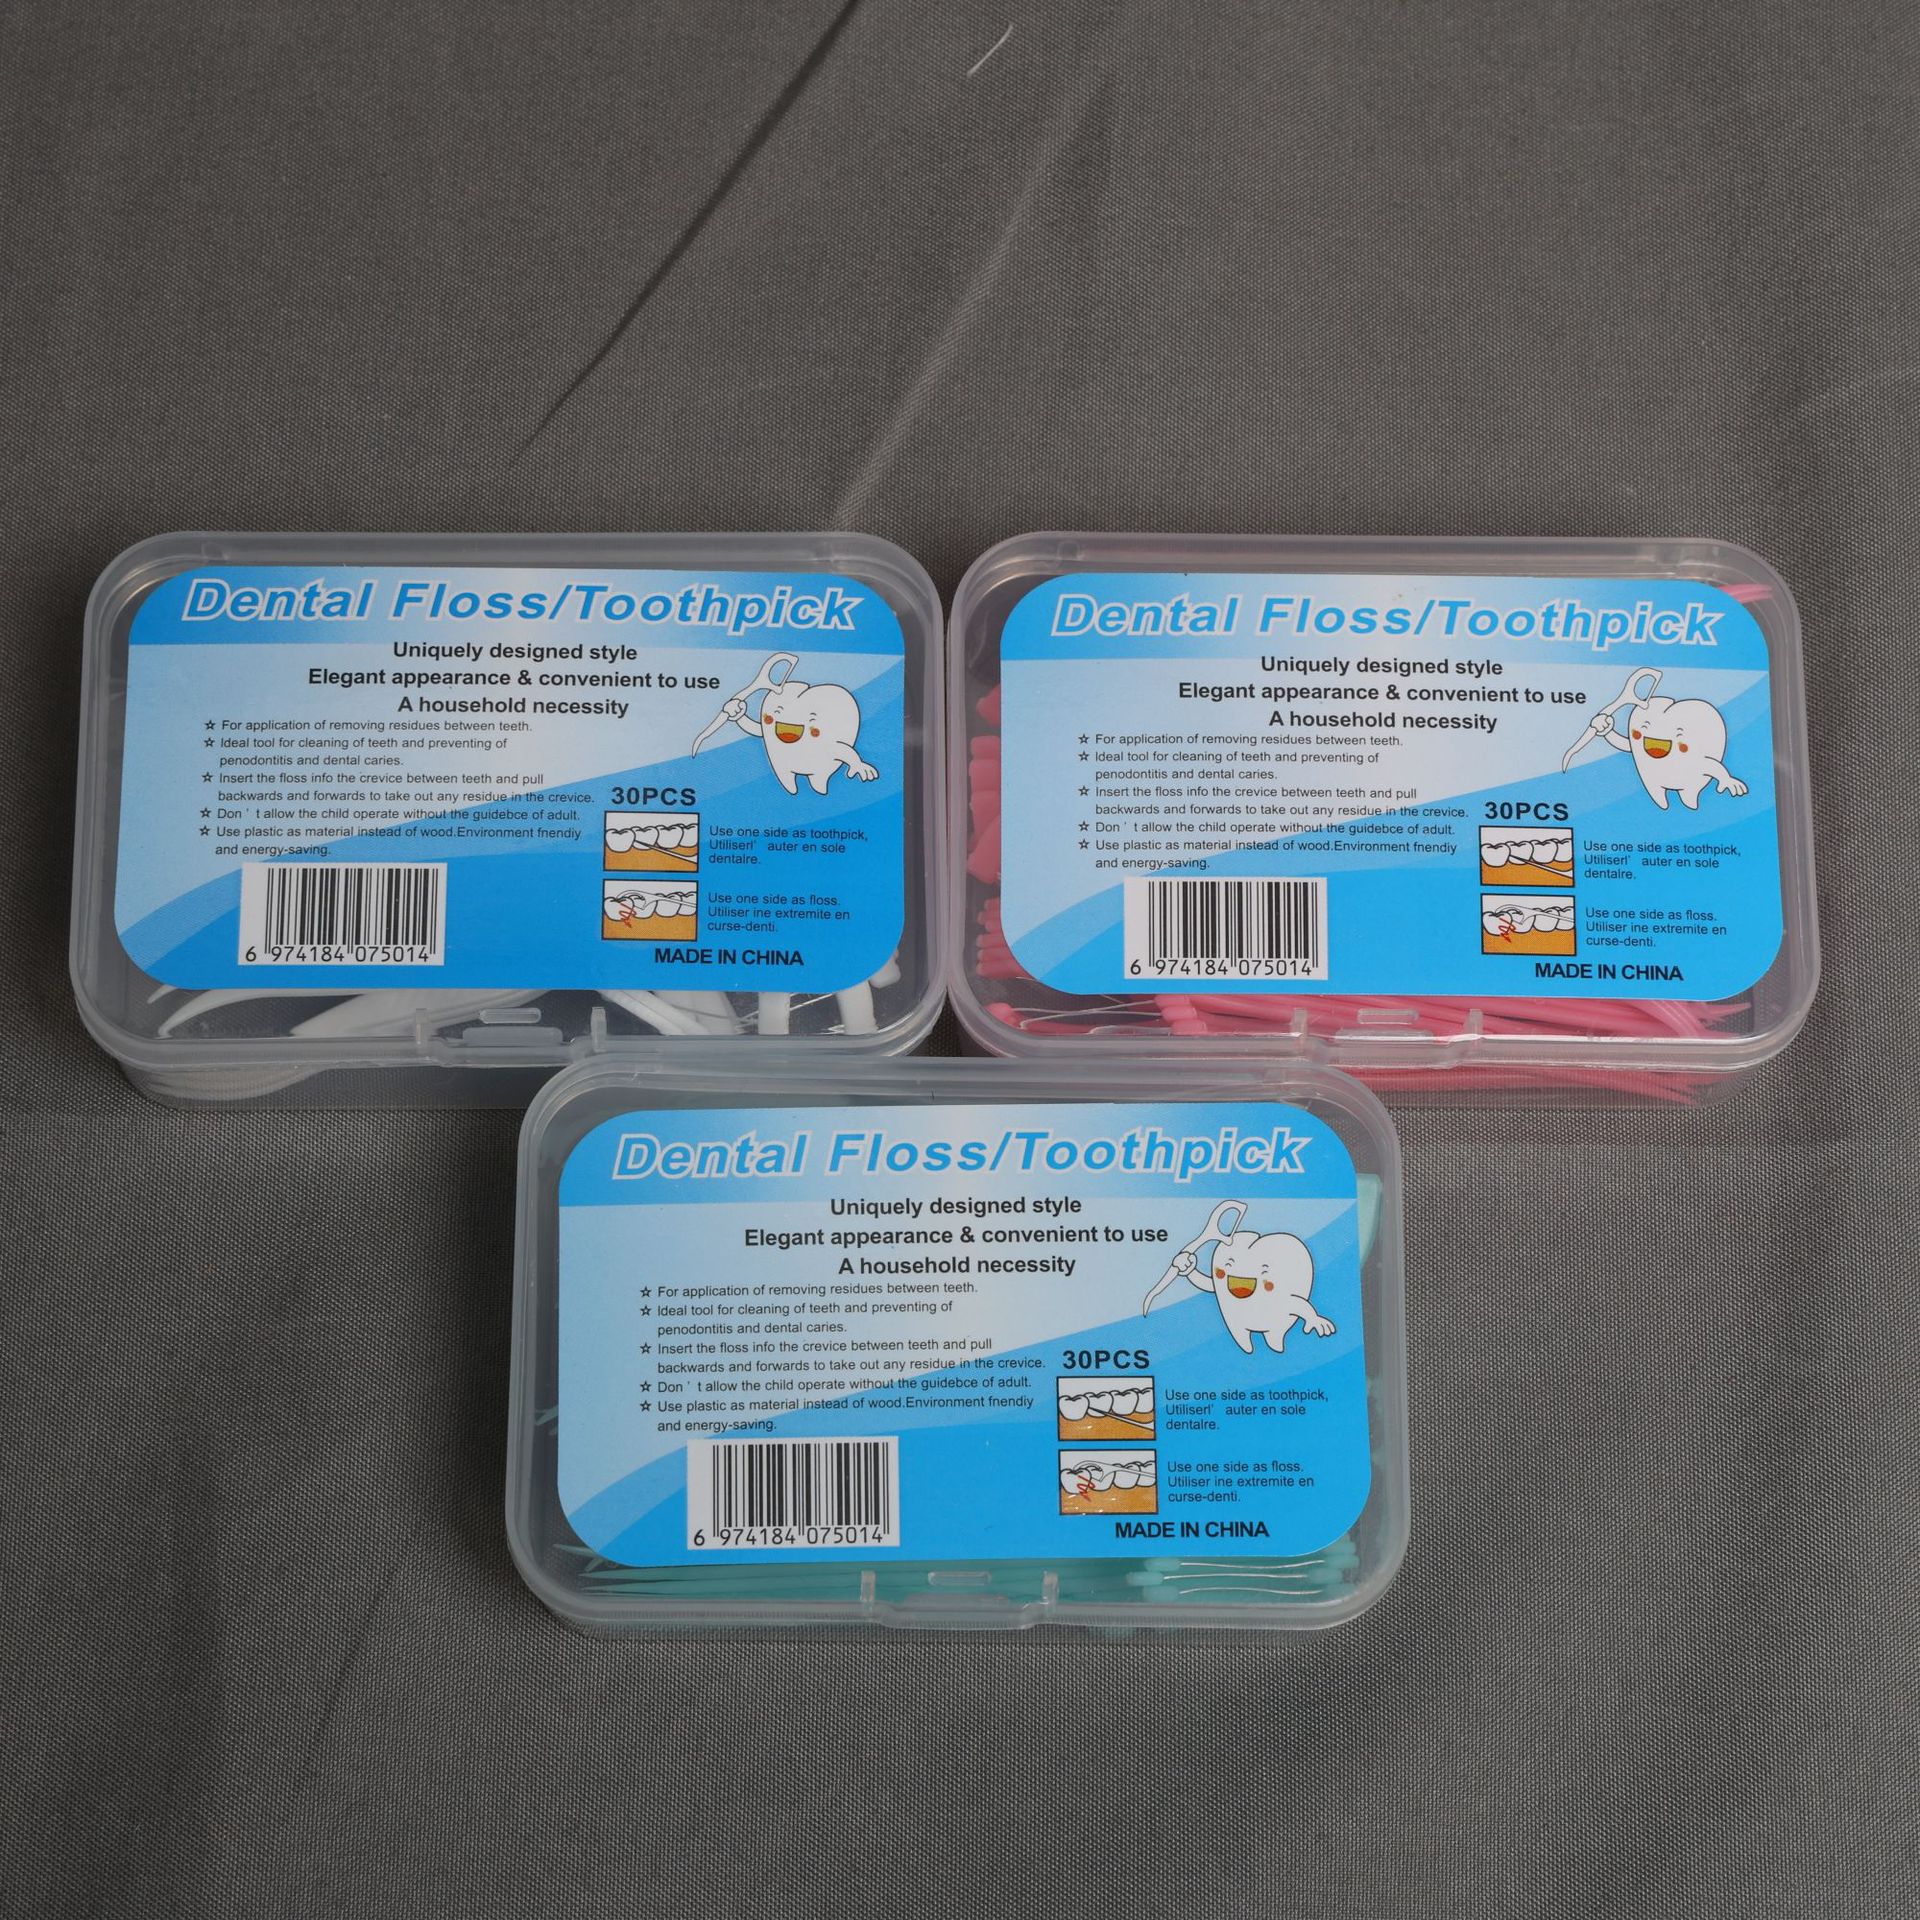 Dental Floss/Toothpick
Uniquely designed style
Elegant appearance & convenient to use
A household necessity
☆ For application of removing residues between teeth.
☆ Ideal tool for cleaning of teeth and preventing of
penodontitis and dental caries.
☆ Insert the floss info the crevice between teeth and pull
backwards and forwards to take out any residue in the crevice.
☆ Don't allow the child operate without the guidebce of adult.
☆ Use plastic as material instead of wood.Environment fnendiy
and energy-saving.
30PCS
Use one side as toothpick,
Utiliserl' auter en sole
dentaire.
Use one side as floss.
Utiliser ine extremite en
curse-denti.
MADE IN CHINA
6 974184 075014
Dental Floss/Toothpick
Uniquely designed style
Elegant appearance & convenient to use
A household necessity
☆ For application of removing residues between teeth.
☆ Ideal tool for cleaning of teeth and preventing of
penodontitis and dental caries.
☆ Insert the floss info the crevice between teeth and pull
backwards and forwards to take out any residue in the crevice.
☆ Don't allow the child operate without the guidebce of adult.
☆ Use plastic as material instead of wood.Environment fnendiy
and energy-saving.
30PCS
Use one side as toothpick,
Utiliserl' auter en sole
dentaire.
Use one side as floss.
Utiliser ine extremite en
curse-denti.
MADE IN CHINA
6 974184 075014
Dental Floss/Toothpick
Uniquely designed style
Elegant appearance & convenient to use
A household necessity
☆ For application of removing residues between teeth.
☆ Ideal tool for cleaning of teeth and preventing of
penodontitis and dental caries.
☆ Insert the floss info the crevice between teeth and pull
backwards and forwards to take out any residue in the crevice.
☆ Don't allow the child operate without the guidebce of adult.
☆ Use plastic as material instead of wood.Environment fnendiy
and energy-saving.
30PCS
Use one side as toothpick,
Utiliserl' auter en sole
dentaire.
Use one side as floss.
Utiliser ine extremite en
curse-denti.
MADE IN CHINA
6 974184 075014